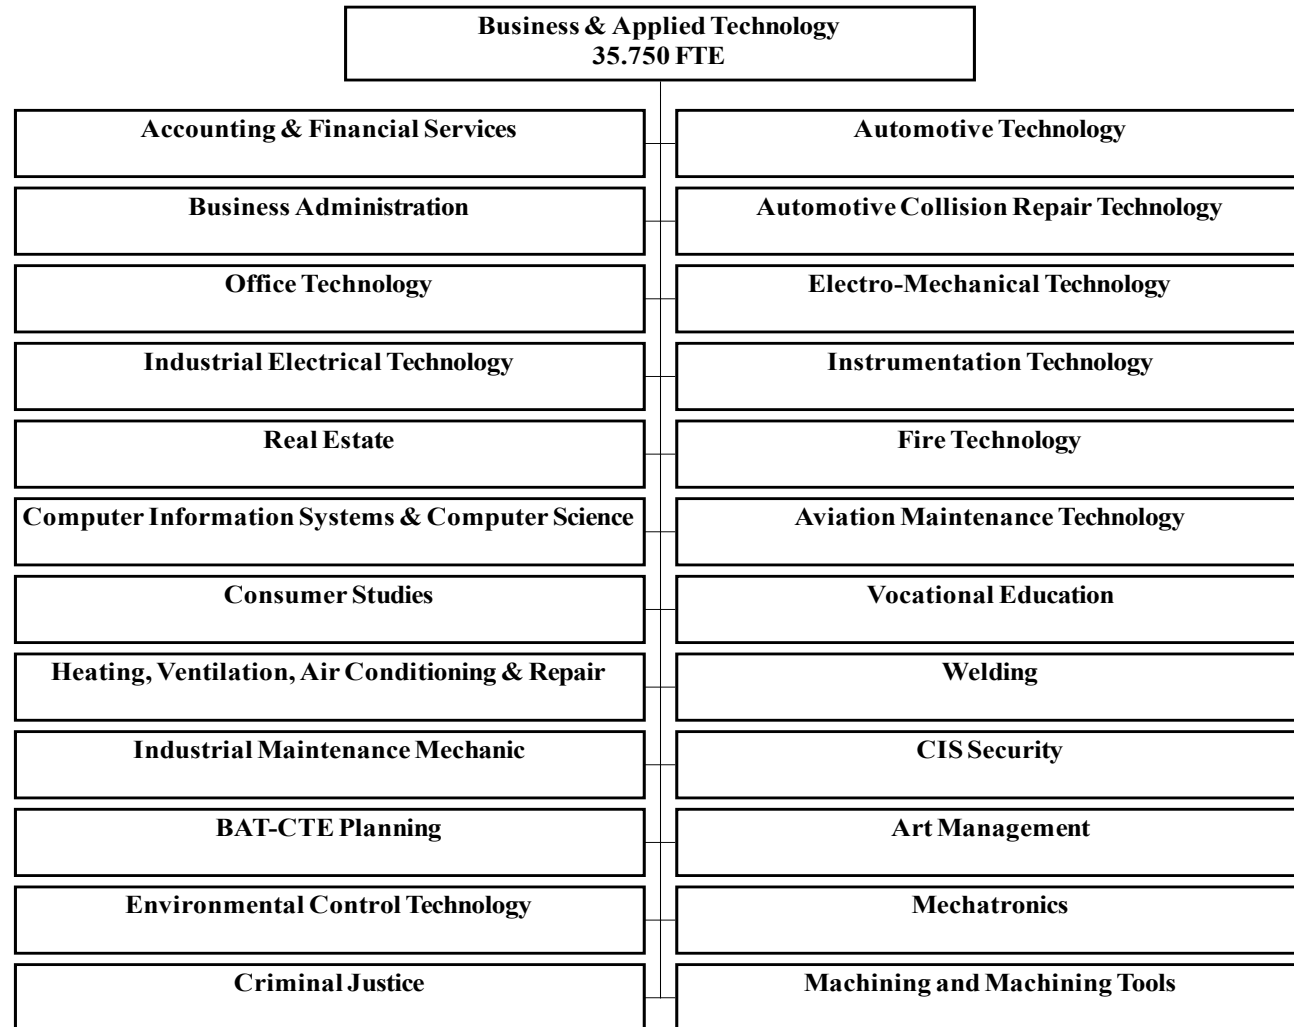 Business & Applied Technology
35.750 FTE
Accounting & Financial Services
Automotive Technology
Business Administration
Automotive Collision Repair Technology
Office Technology
Electro-Mechanical Technology
Industrial Electrical Technology
Instrumentation Technology
Real Estate
Fire Technology
Computer Information Systems & Computer Science
Aviation Maintenance Technology
Consumer Studies
Vocational Education
Heating, Ventilation, Air Conditioning & Repair
Welding
Industrial Maintenance Mechanic
CIS Security
BAT-CTE Planning
Art Management
Environmental Control Technology
Mechatronics
Criminal Justice
Machining and Machining Tools